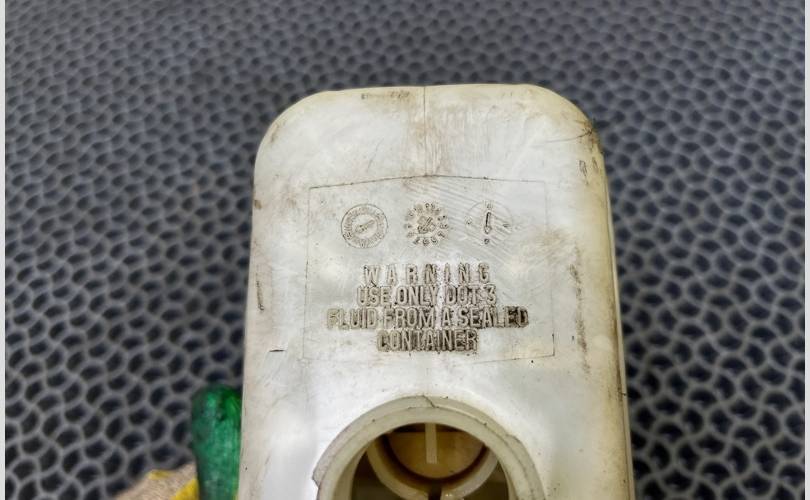 WARNING
USE ONLY DOT 3
FLUID FROM A SEALED
CONTAINER